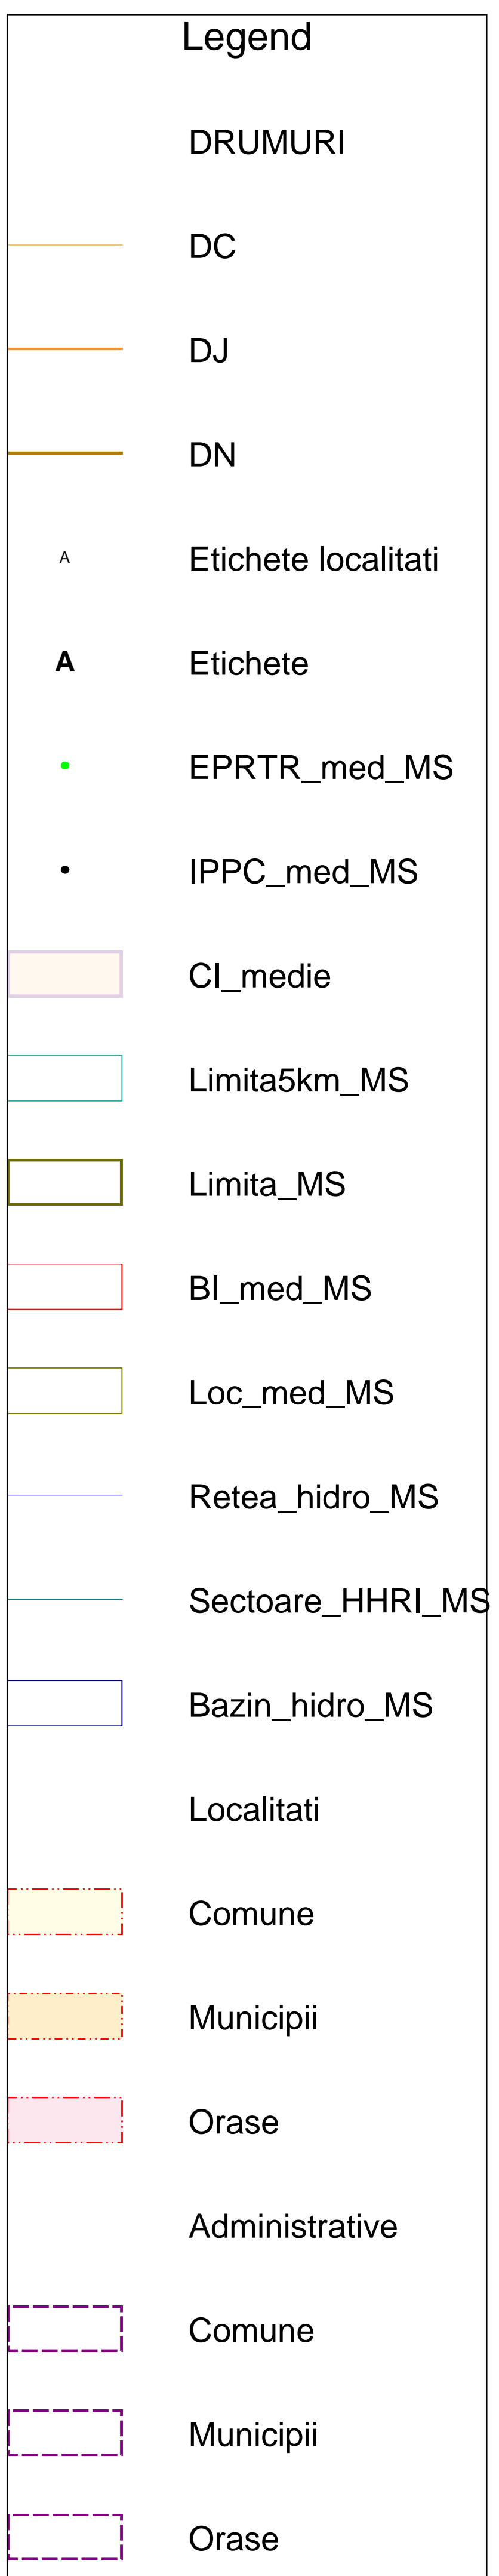 Legend
DRUMURI
DC
DJ
DN
A Etichete localitati
A Etichete
EPRTR_med_MS
IPPC_med_MS
CI_medie
Limita5km_MS
Limita_MS
BI_med_MS
Loc_med_MS
Retea_hidro_MS
Sectoare_HHRI_MS
Bazin_hidro_MS
Localitati
Comune
Municipii
Orase
Administrative
Comune
Municipii
Orase